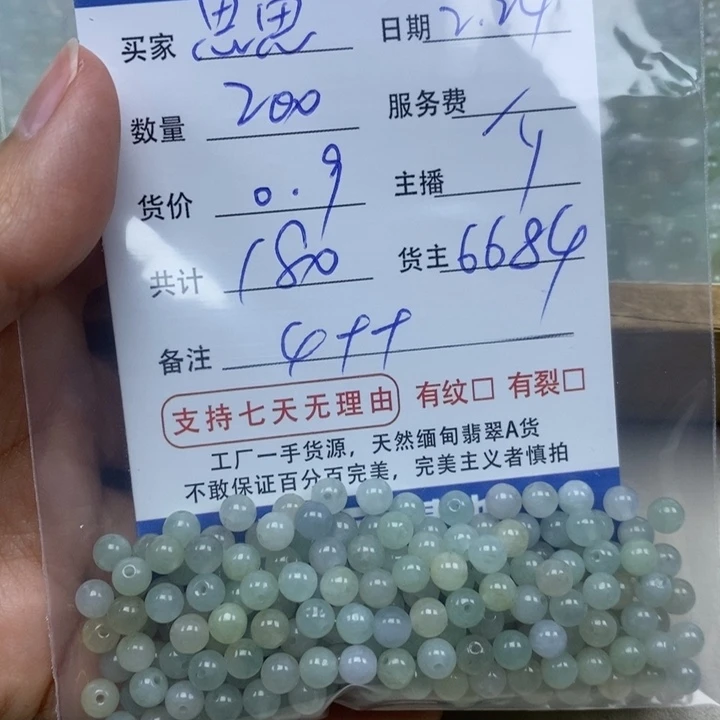 买家 思思 日期 2.24
数量 200 服务费 /
货价 0.9 主播 丫
共计 180 货主 6684
备注 4++
支持七天无理由 有纹□ 有裂□
工厂一手货源，天然缅甸翡翠A货
不敢保证百分百完美，完美主义者慎拍